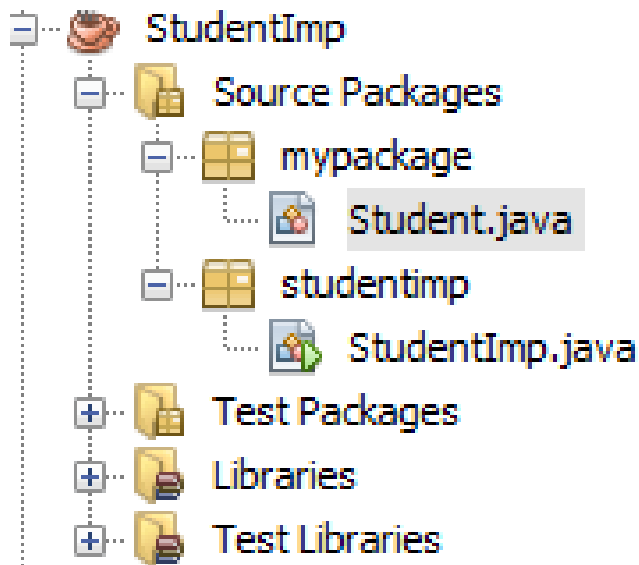 StudentImp
Source Packages
mypackage
Student.java
studentimp
StudentImp.java
Test Packages
Libraries
Test Libraries